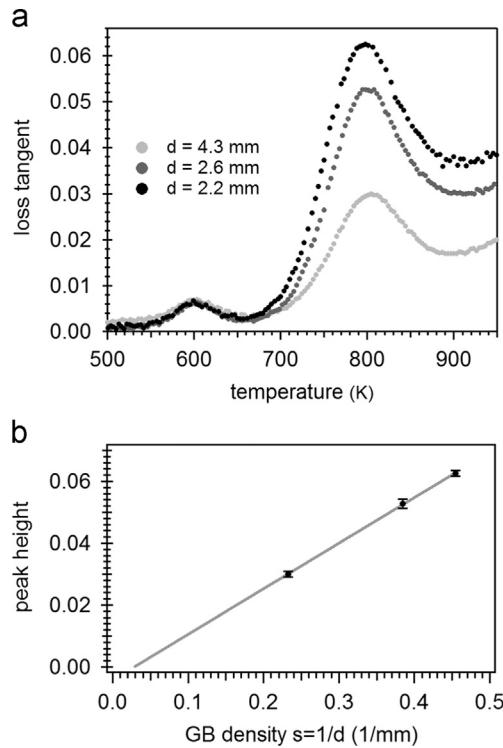 a
0.06
0.05
0.04
0.03
0.02
0.01
0.00
loss tangent
d = 4.3 mm
d = 2.6 mm
d = 2.2 mm
500 600 700 800 900
temperature (K)
b
0.06
0.04
0.02
0.00
peak height
0.0 0.1 0.2 0.3 0.4 0.5
GB density s=1/d (1/mm)